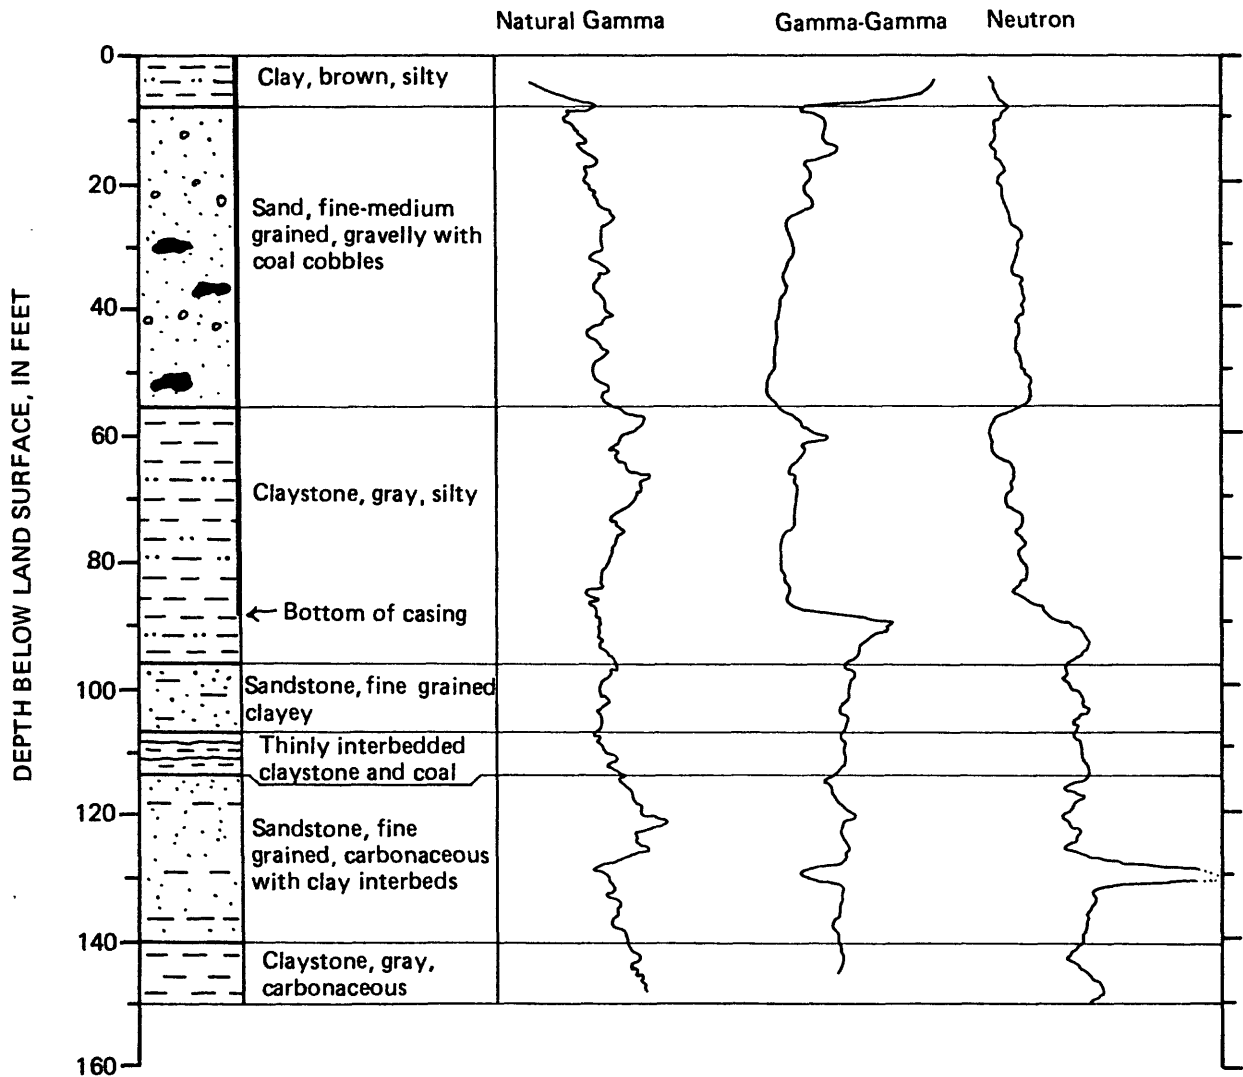 Natural Gamma
Gamma-Gamma
Neutron
DEPTH BELOW LAND SURFACE, IN FEET
0
20
40
60
80
100
120
140
160
Clay, brown, silty
Sand, fine-medium
grained, gravelly with
coal cobbles
Claystone, gray, silty
Bottom of casing
Sandstone, fine grained
clayey
Thinly interbedded
claystone and coal
Sandstone, fine
grained, carbonaceous
with clay interbeds
Claystone, gray,
carbonaceous